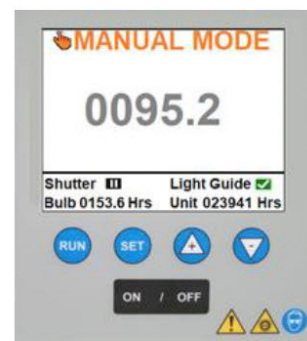 MANUAL MODE
0095.2
Shutter Light Guide
Bulb 0153.6 Hrs Unit 023941 Hrs
RUN SET + -
ON / OFF